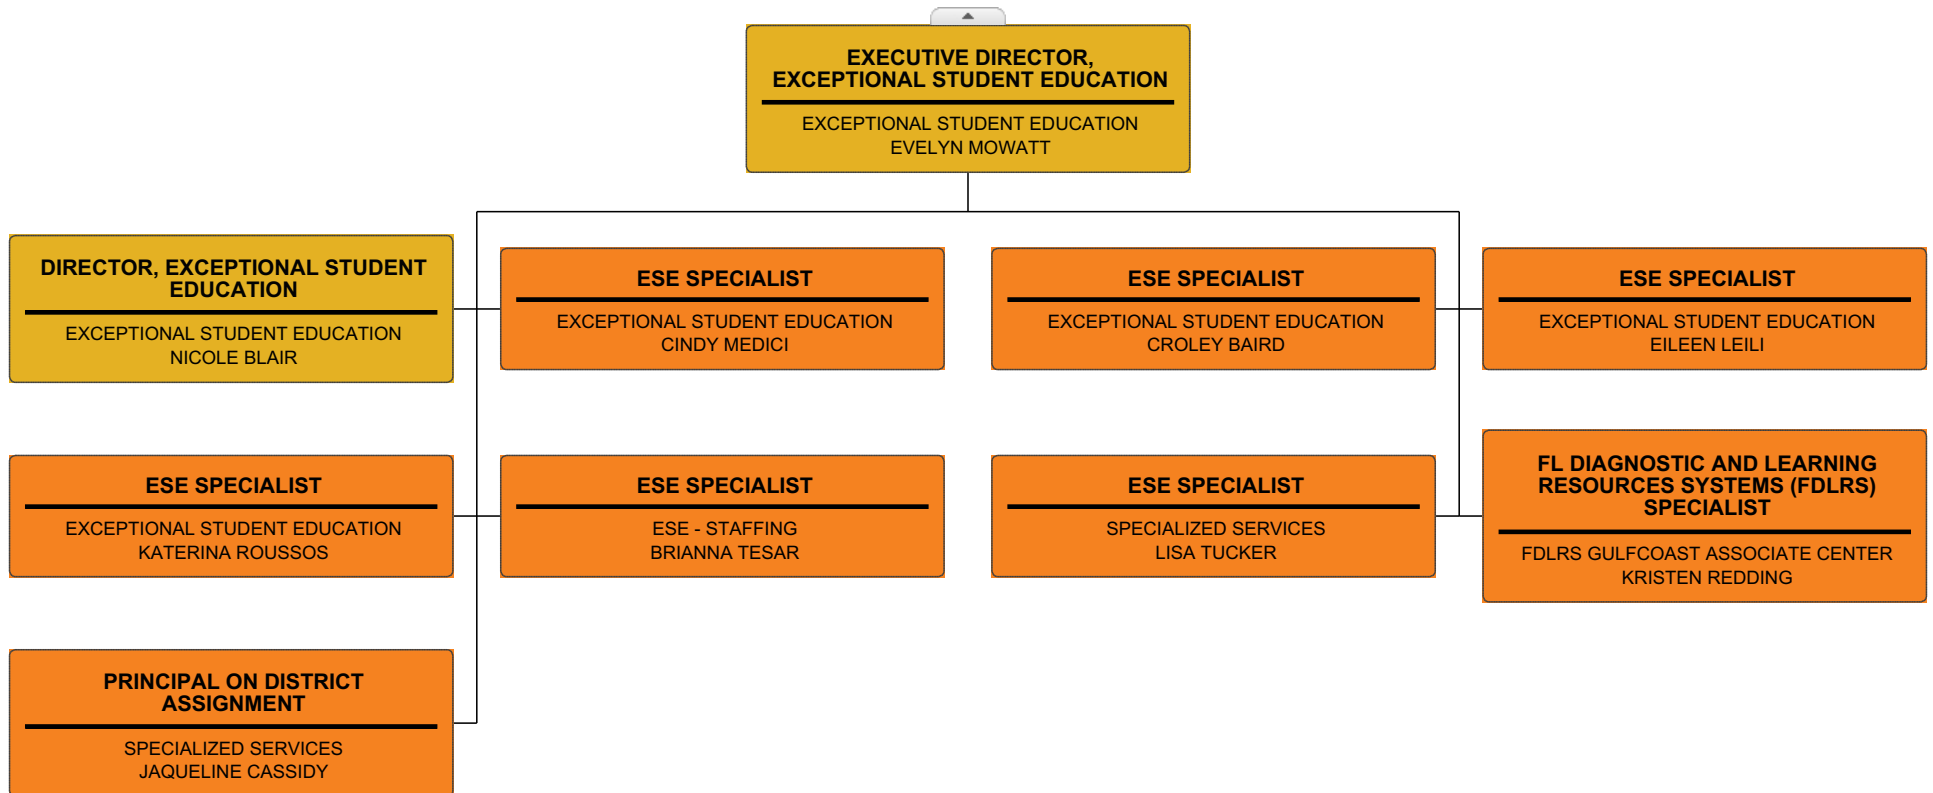 EXECUTIVE DIRECTOR,
EXCEPTIONAL STUDENT EDUCATION
EXCEPTIONAL STUDENT EDUCATION
EVELYN MOWATT
DIRECTOR, EXCEPTIONAL STUDENT
EDUCATION
EXCEPTIONAL STUDENT EDUCATION
NICOLE BLAIR
ESE SPECIALIST
EXCEPTIONAL STUDENT EDUCATION
CINDY MEDICI
ESE SPECIALIST
EXCEPTIONAL STUDENT EDUCATION
CROLEY BAIRD
ESE SPECIALIST
EXCEPTIONAL STUDENT EDUCATION
EILEEN LEILI
ESE SPECIALIST
EXCEPTIONAL STUDENT EDUCATION
KATERINA ROUSSOS
ESE SPECIALIST
ESE - STAFFING
BRIANNA TESAR
ESE SPECIALIST
SPECIALIZED SERVICES
LISA TUCKER
FL DIAGNOSTIC AND LEARNING
RESOURCES SYSTEMS (FDLRS)
SPECIALIST
FDLRS GULFCOAST ASSOCIATE CENTER
KRISTEN REDDING
PRINCIPAL ON DISTRICT
ASSIGNMENT
SPECIALIZED SERVICES
JAQUELINE CASSIDY